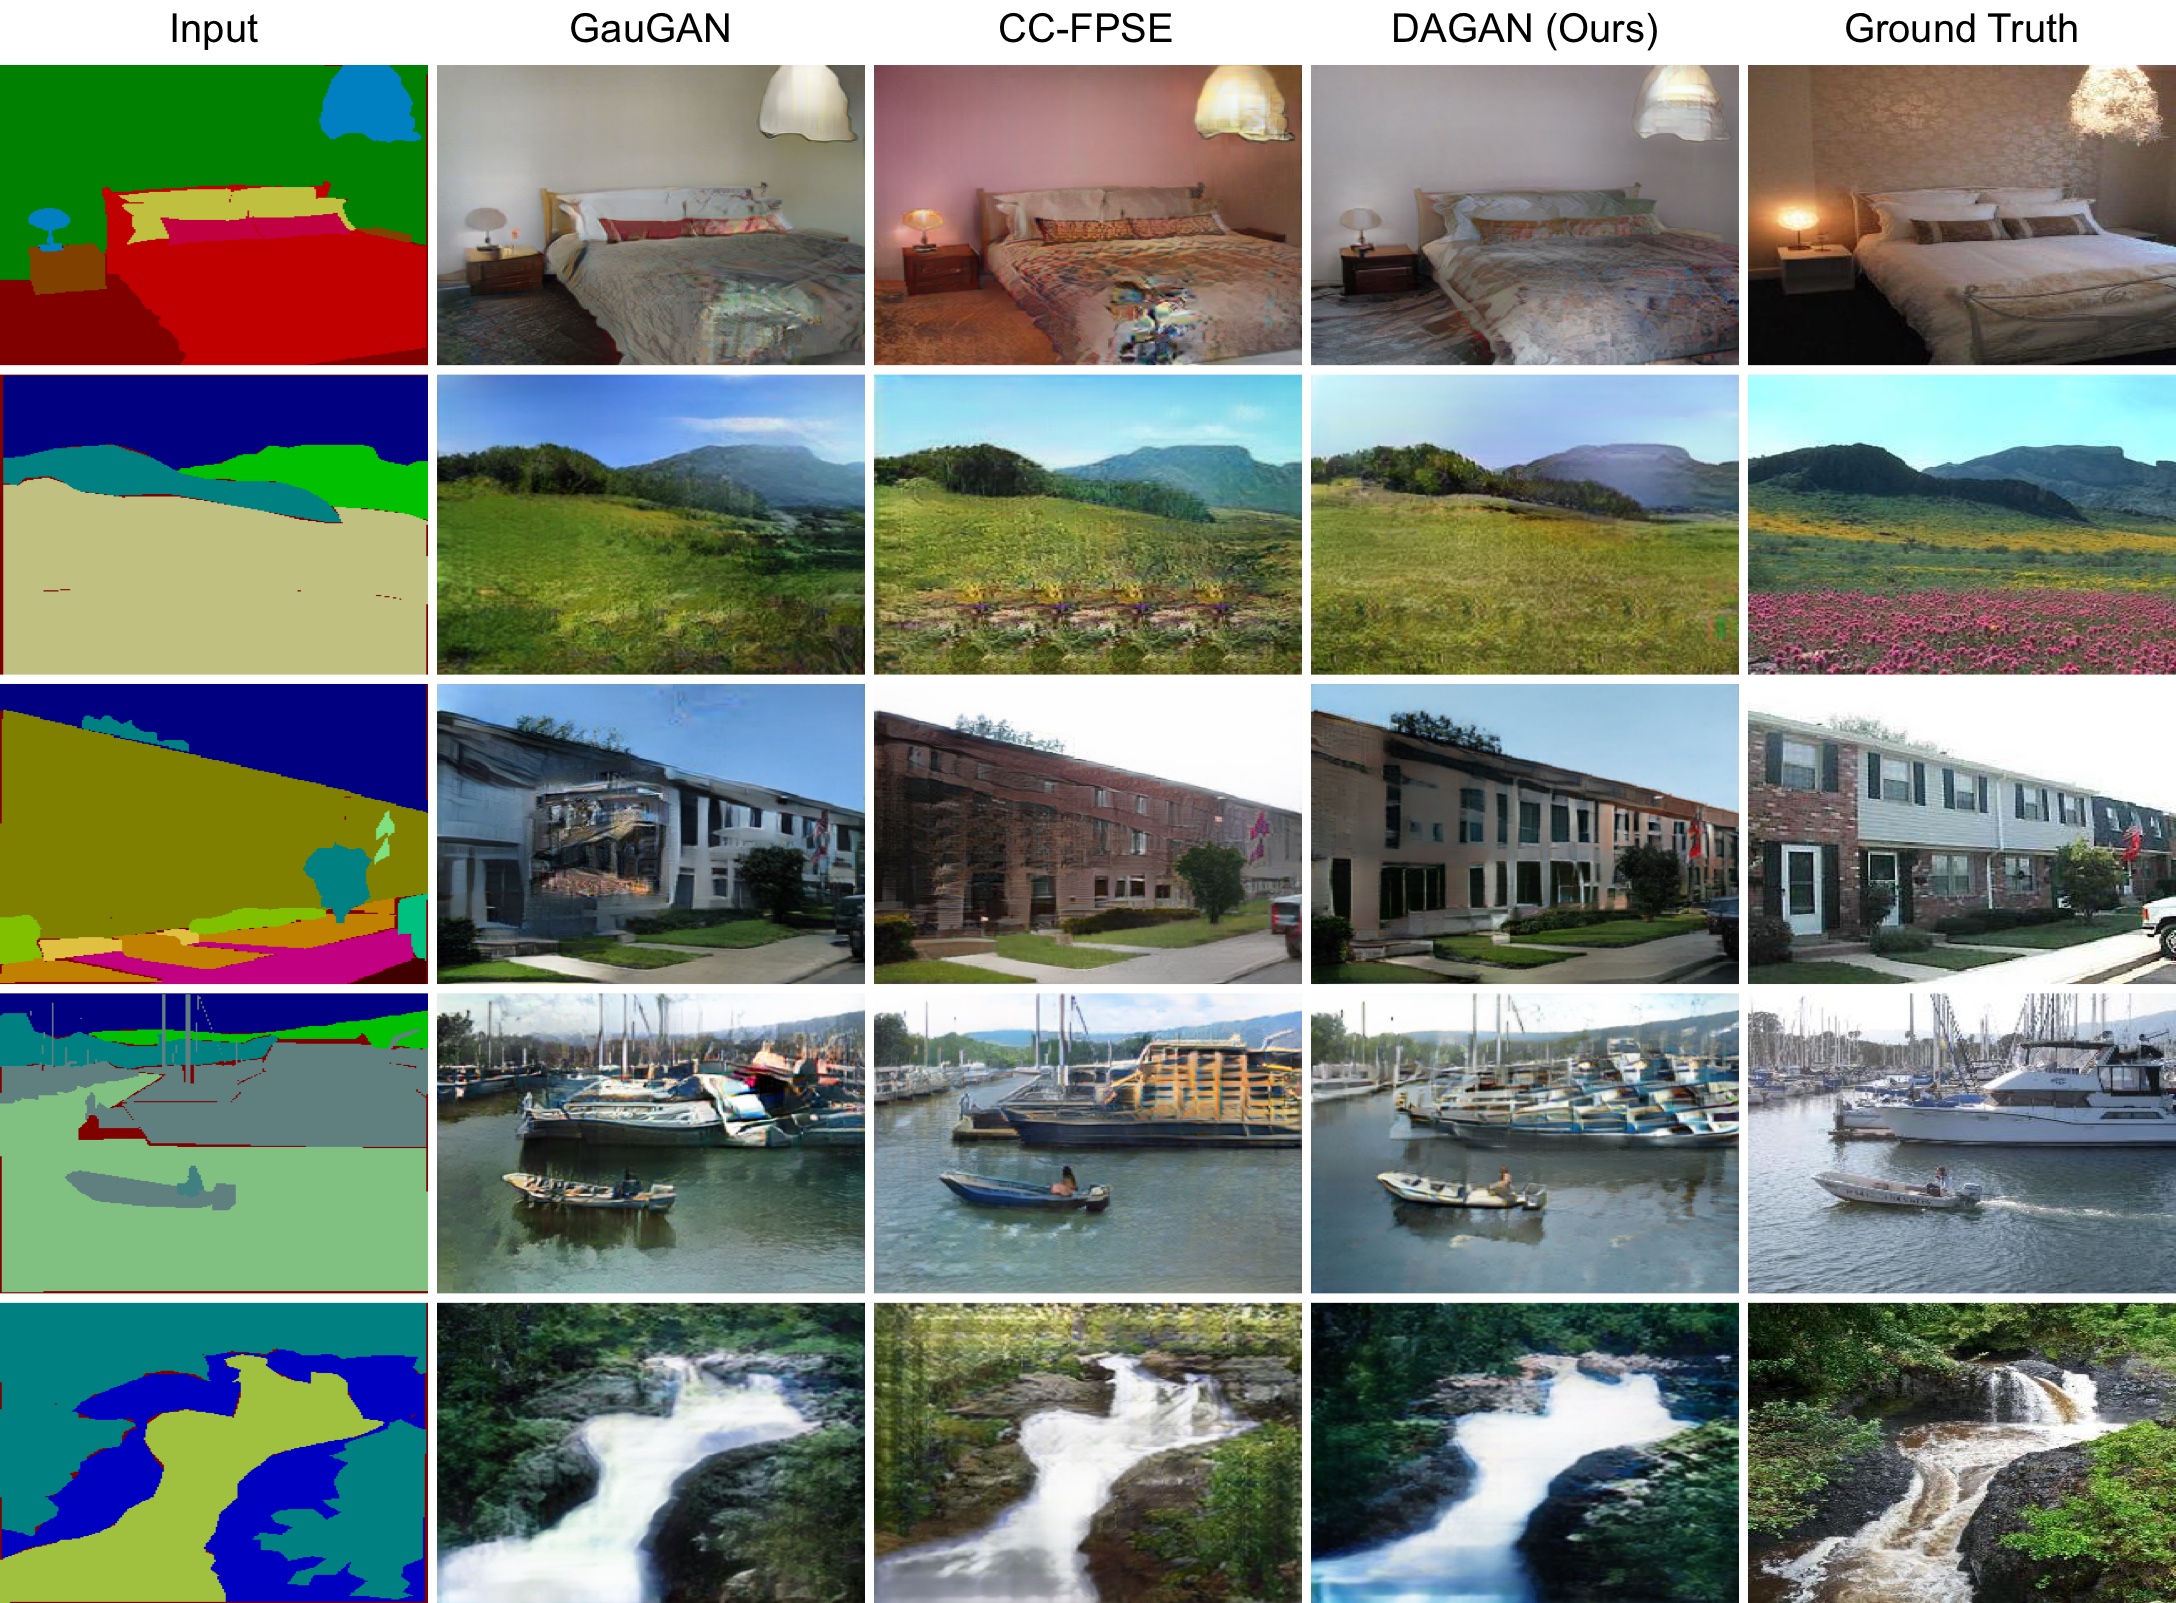 Input
GauGAN
CC-FPSE
DAGAN (Ours)
Ground Truth